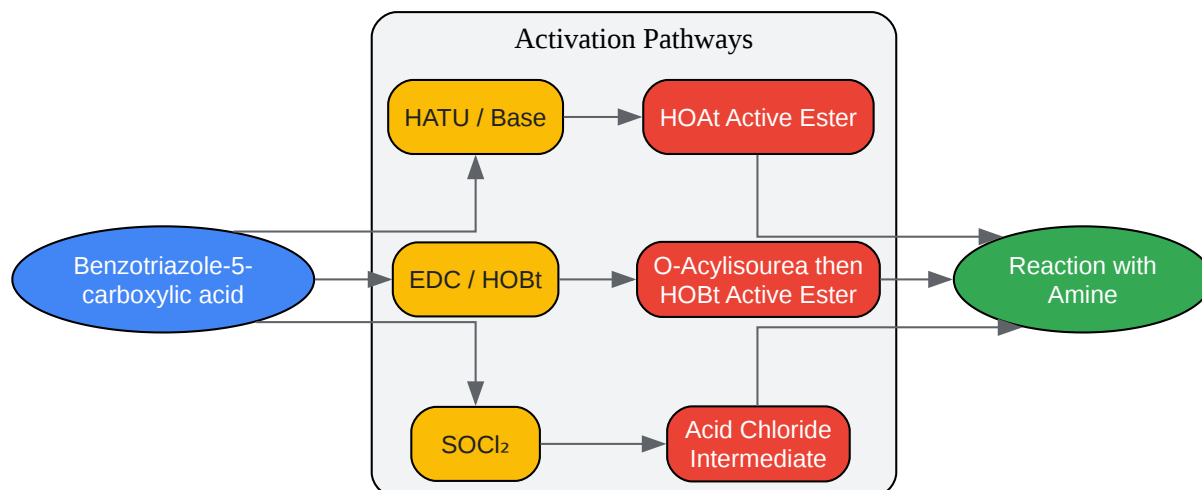 Activation Pathways
HATU / Base
HOAt Active Ester
Benzotriazole-5-
carboxylic acid
EDC / HOBt
O-Acylisourea then
HOBt Active Ester
Reaction with
Amine
SOCl₂
Acid Chloride
Intermediate